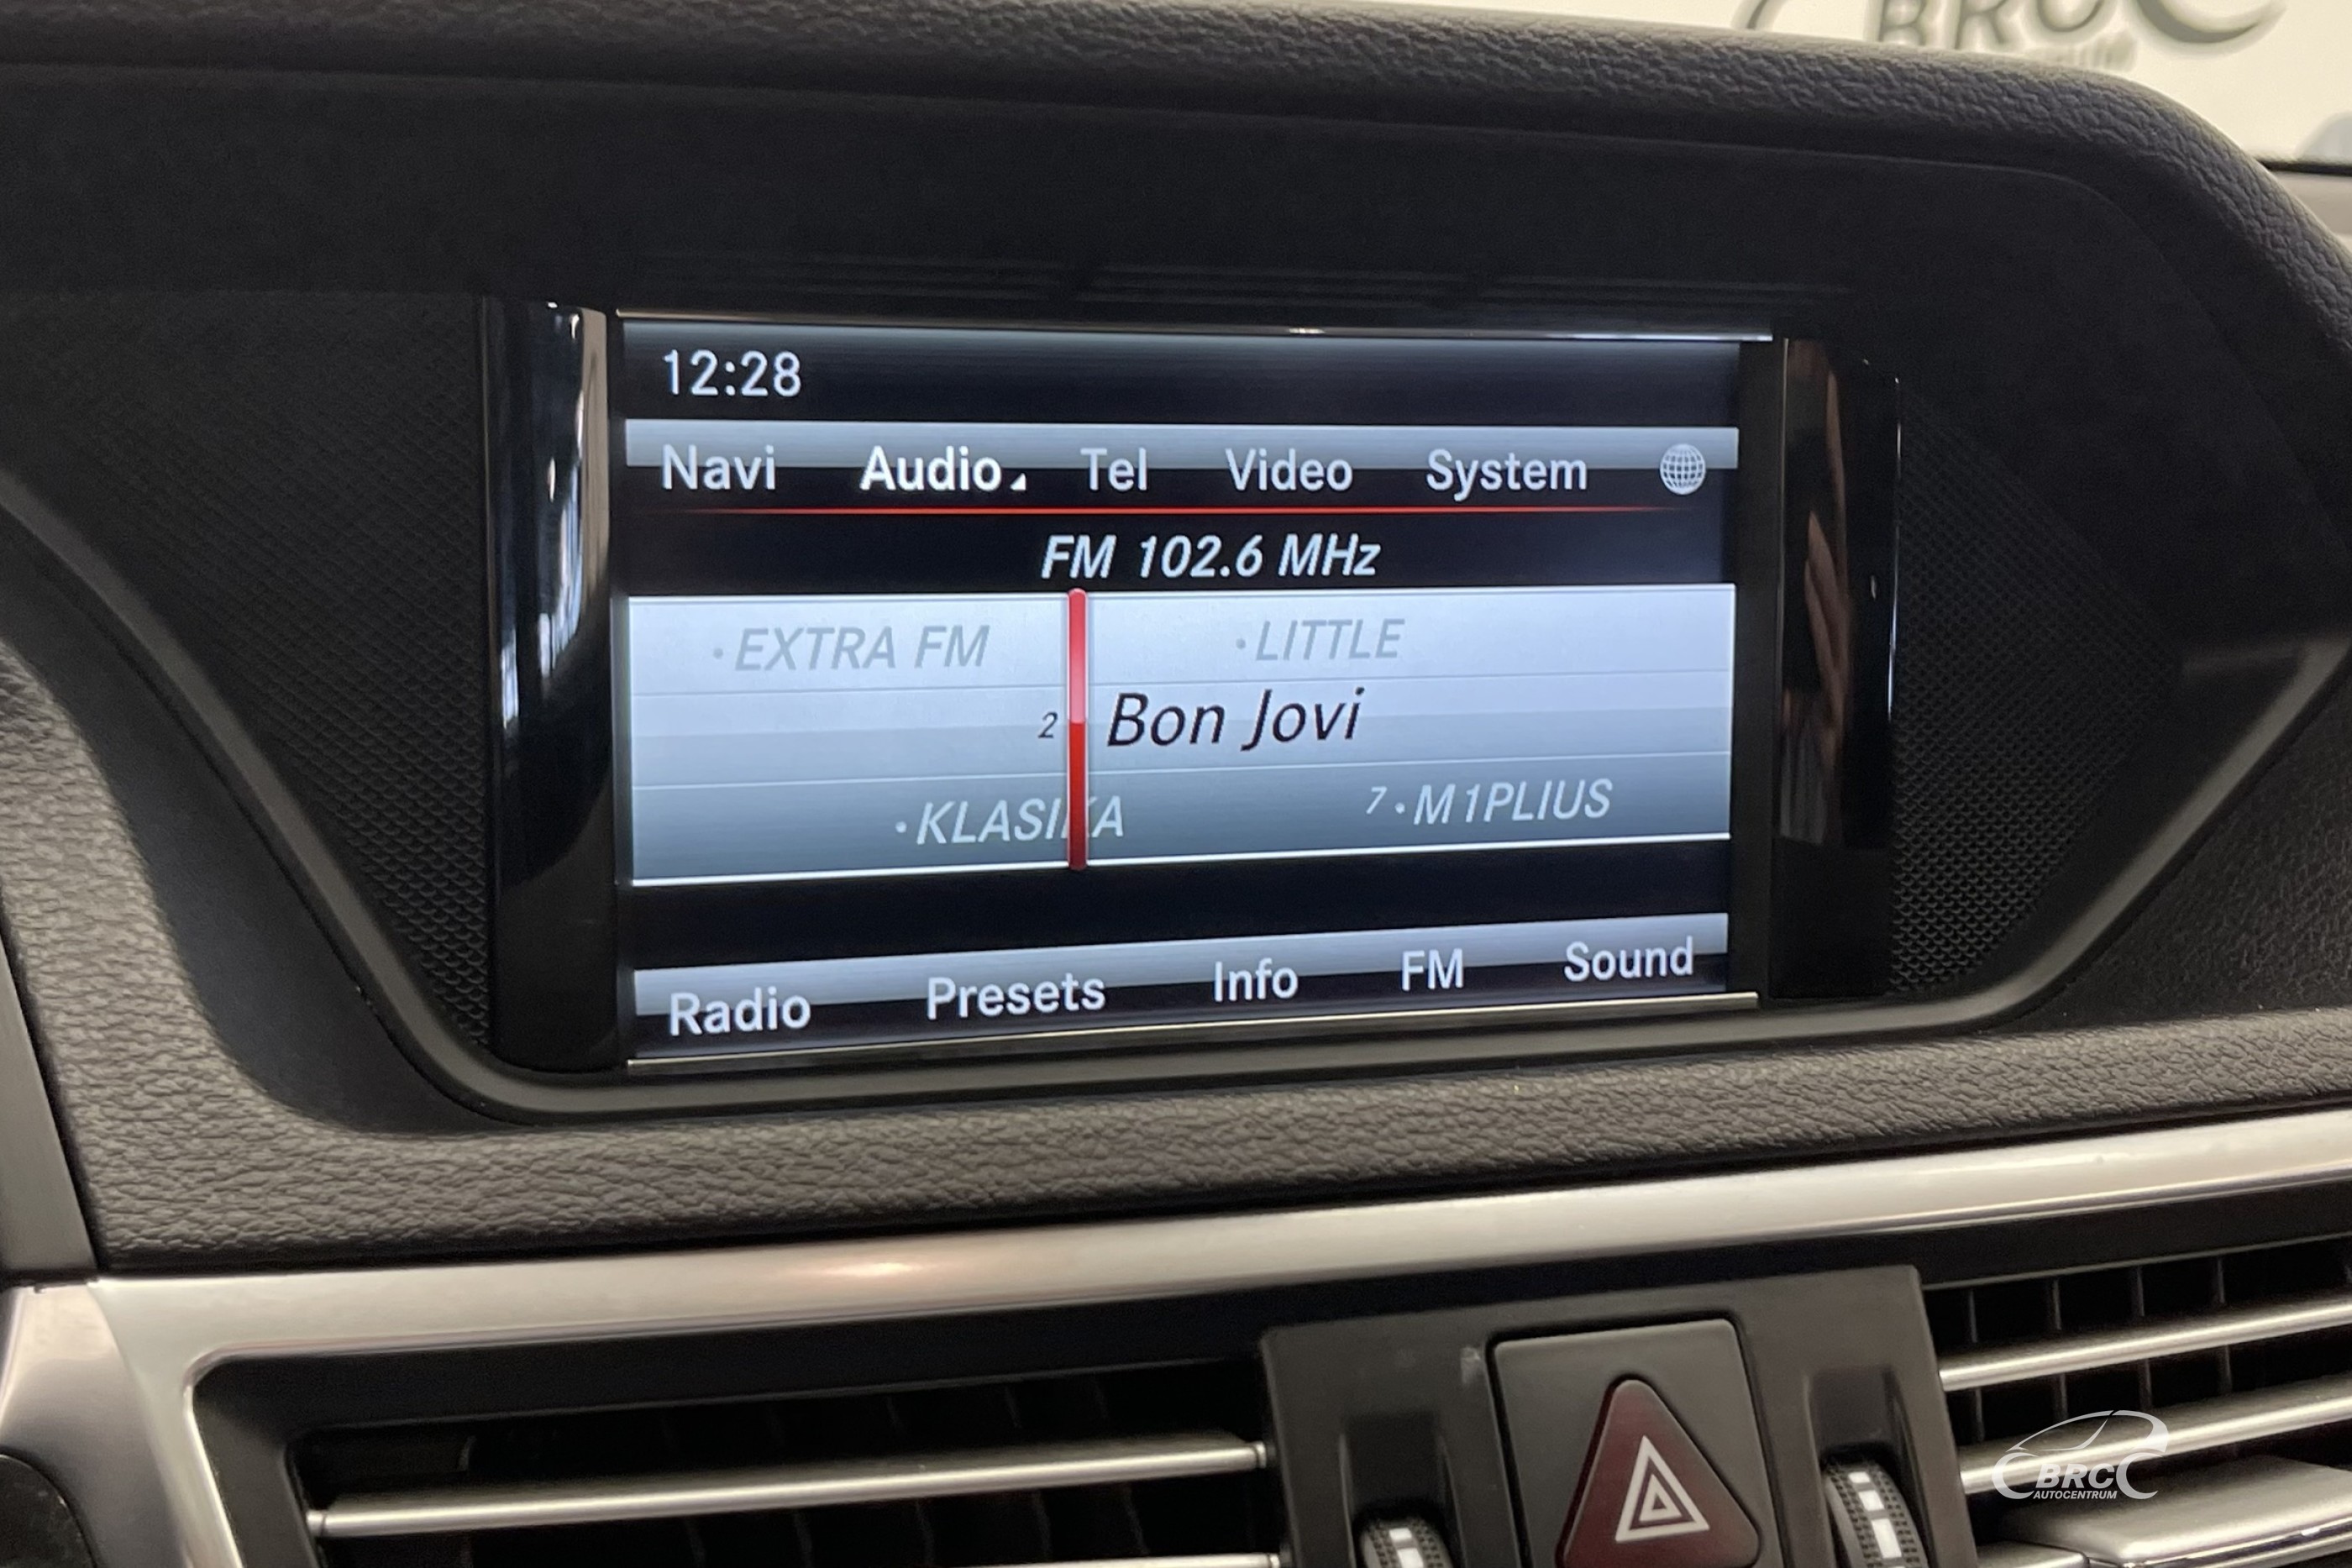 BRC
12:28
Navi Audio Tel Video System
FM 102.6 MHz
• EXTRA FM • LITTLE
2 Bon Jovi
• KLASIKA 7 • M1PLIUS
Radio Presets Info FM Sound
BRC
AUTOCENTRUM